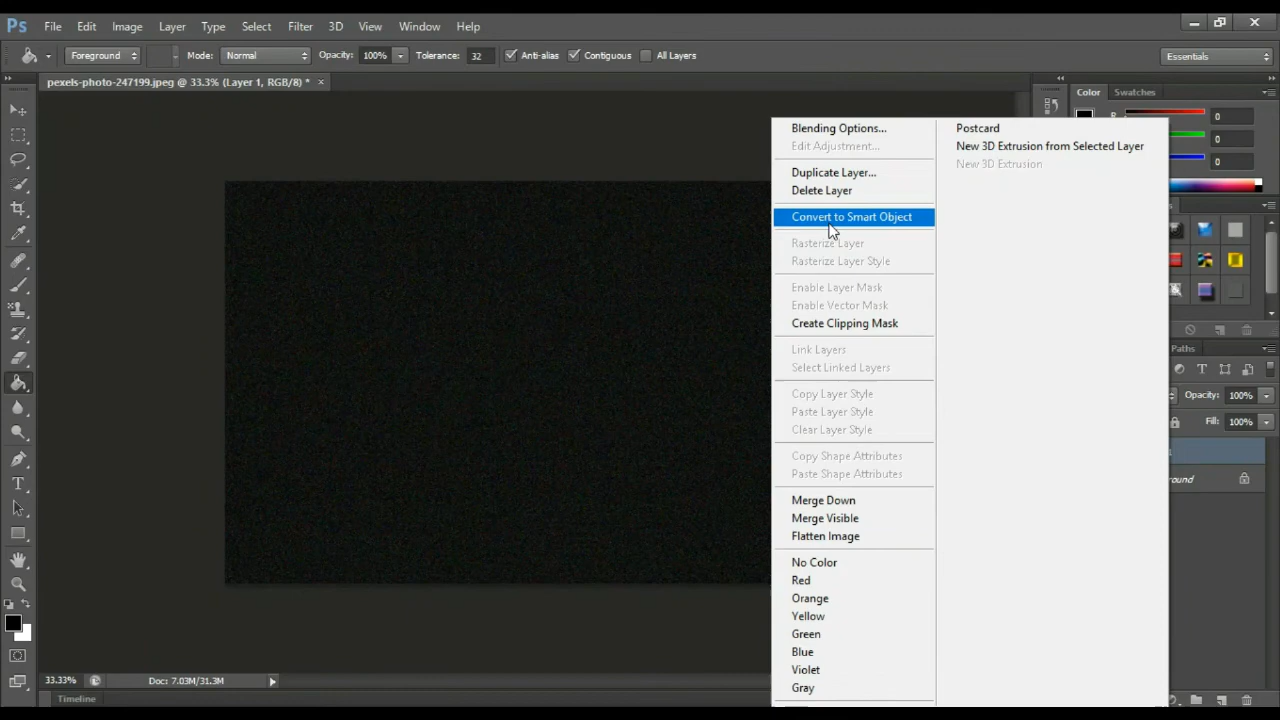 Ps File Edit Image Layer Type Select Filter 3D View Window Help
Foreground Mode: Normal Opacity: 100% Tolerance: 32 Anti-alias Contiguous All Layers Essentials
pexels-photo-247199.jpeg @ 33.3% (Layer 1, RGB/8) * ×
Color Swatches
R 0
0
0
Blending Options...
Edit Adjustment...
Duplicate Layer...
Delete Layer
Convert to Smart Object
Rasterize Layer
Rasterize Layer Style
Enable Layer Mask
Enable Vector Mask
Create Clipping Mask
Link Layers
Select Linked Layers
Copy Layer Style
Paste Layer Style
Clear Layer Style
Copy Shape Attributes
Paste Shape Attributes
Merge Down
Merge Visible
Flatten Image
No Color
Red
Orange
Yellow
Green
Blue
Violet
Gray
Postcard
New 3D Extrusion from Selected Layer
New 3D Extrusion
Paths
Opacity: 100%
Fill: 100%
round
33.33% Doc: 7.03M/31.3M
Timeline